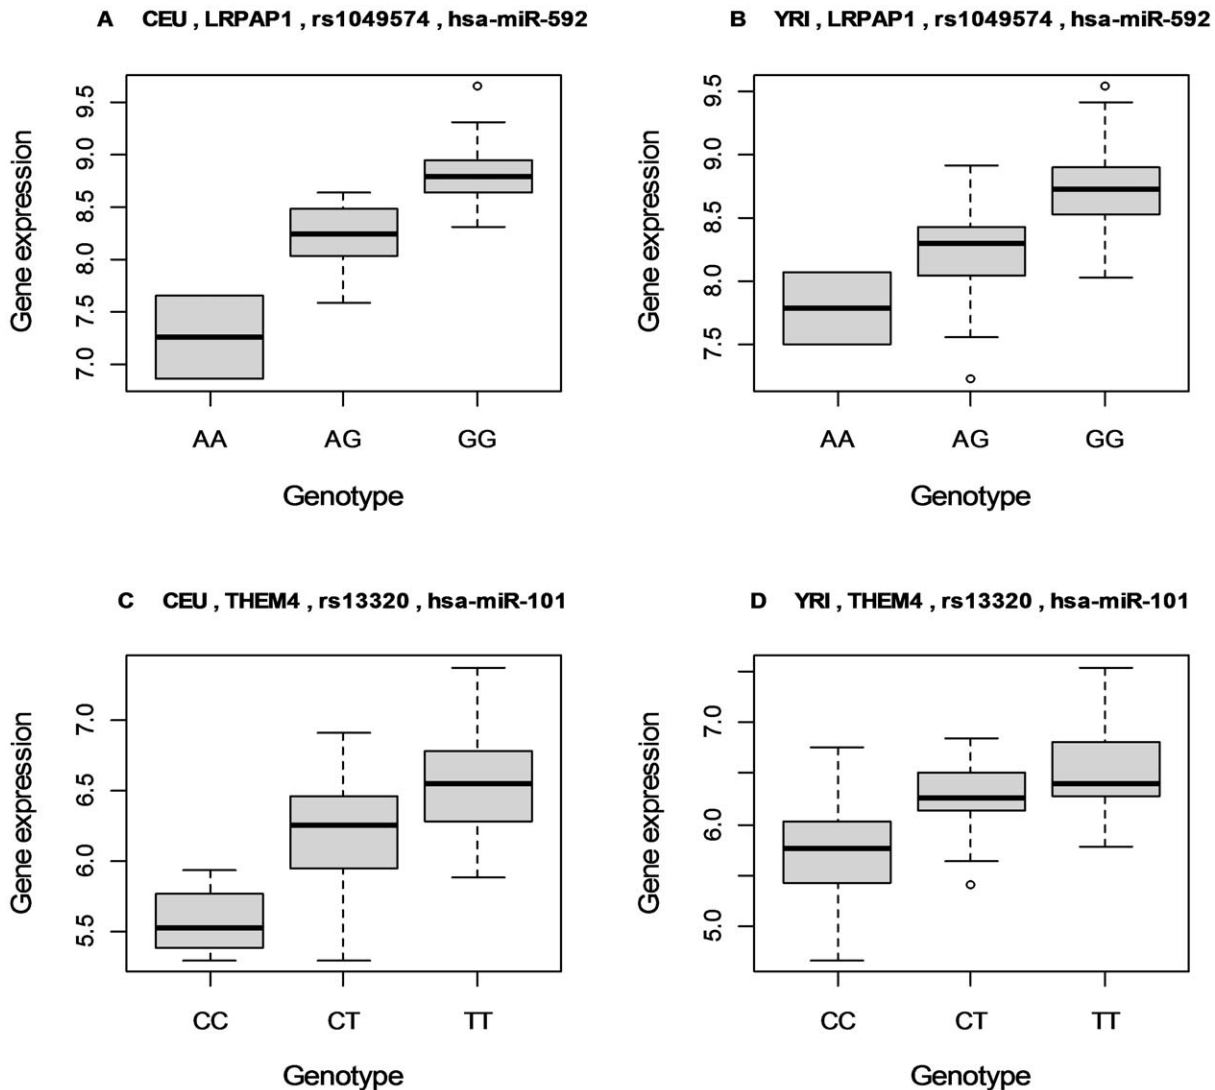 A CEU , LRPAP1 , rs1049574 , hsa-miR-592
Gene expression
9.5
9.0
8.5
8.0
7.5
7.0
AA AG GG
Genotype
B YRI , LRPAP1 , rs1049574 , hsa-miR-592
Gene expression
9.5
9.0
8.5
8.0
7.5
AA AG GG
Genotype
C CEU , THEM4 , rs13320 , hsa-miR-101
Gene expression
7.0
6.5
6.0
5.5
CC CT TT
Genotype
D YRI , THEM4 , rs13320 , hsa-miR-101
Gene expression
7.0
6.0
5.0
CC CT TT
Genotype